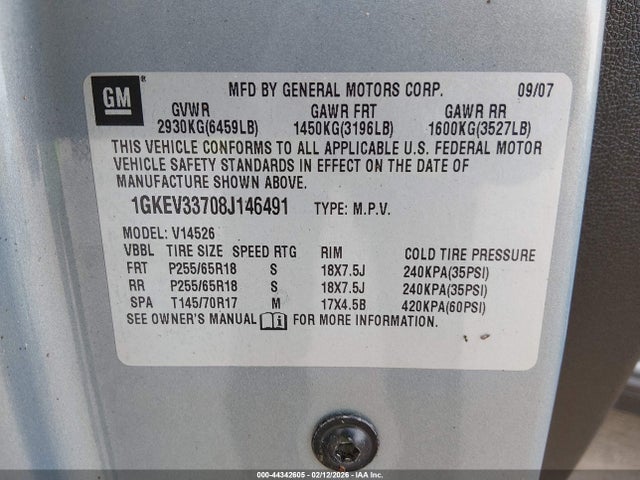 GM ® MFD BY GENERAL MOTORS CORP. 09/07
GVWR GAWR FRT GAWR RR
2930KG(6459LB) 1450KG(3196LB) 1600KG(3527LB)
THIS VEHICLE CONFORMS TO ALL APPLICABLE U.S. FEDERAL MOTOR
VEHICLE SAFETY STANDARDS IN EFFECT ON THE DATE OF
MANUFACTURE SHOWN ABOVE.
1GKEV33708J146491 TYPE: M.P.V.
MODEL: V14526
VBBL TIRE SIZE SPEED RTG RIM COLD TIRE PRESSURE
FRT P255/65R18 S 18X7.5J 240KPA(35PSI)
RR P255/65R18 S 18X7.5J 240KPA(35PSI)
SPA T145/70R17 M 17X4.5B 420KPA(60PSI)
SEE OWNER'S MANUAL FOR MORE INFORMATION.
000-44342605 - 02/12/2026 - IAA Inc.